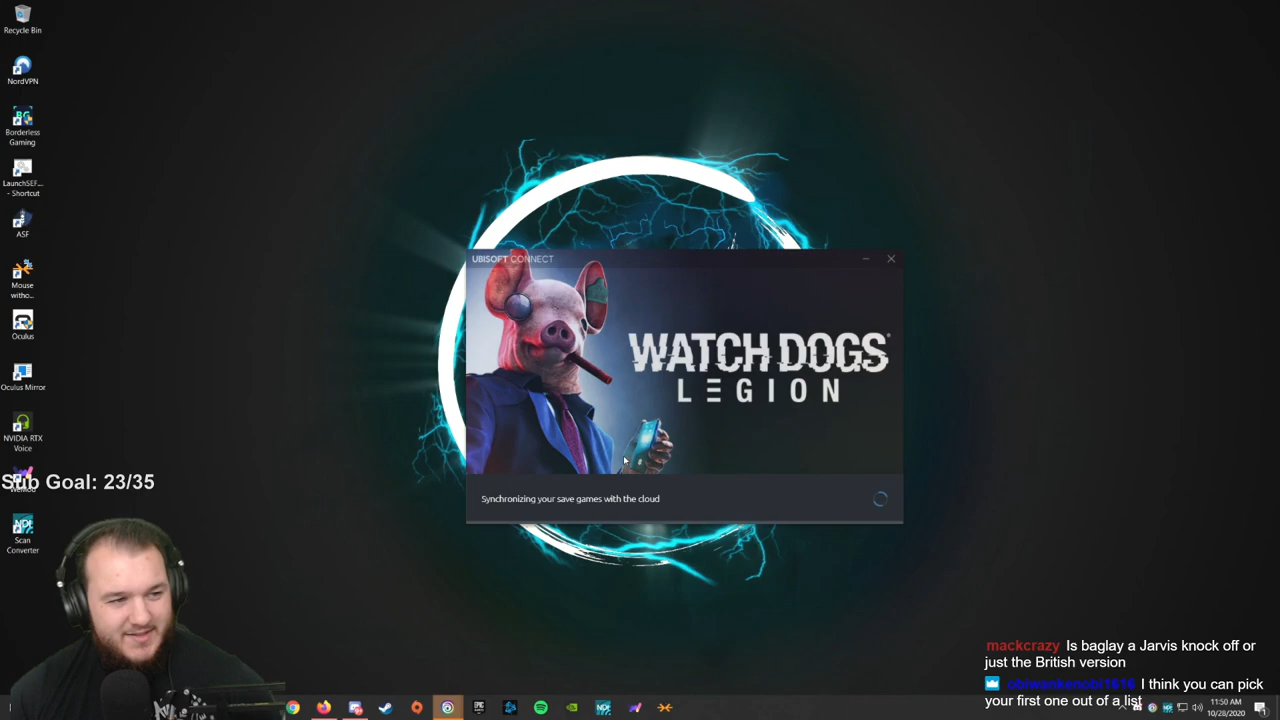 Recycle Bin
NordVPN
Borderless
Gaming
LaunchSEF...
- Shortcut
ASF
Mouse
witho...
Oculus
Oculus Mirror
NVIDIA RTX
Voice
Sub Goal: 23/35
Scan
Converter
UBISOFT CONNECT
WATCH DOGS
LEGION
Synchronizing your save games with the cloud
mackcrazy Is baglay a Jarvis knock off or
just the British version
obiwankenobi1616 I think you can pick
your first one out of a list
11:50 AM
10/28/2020